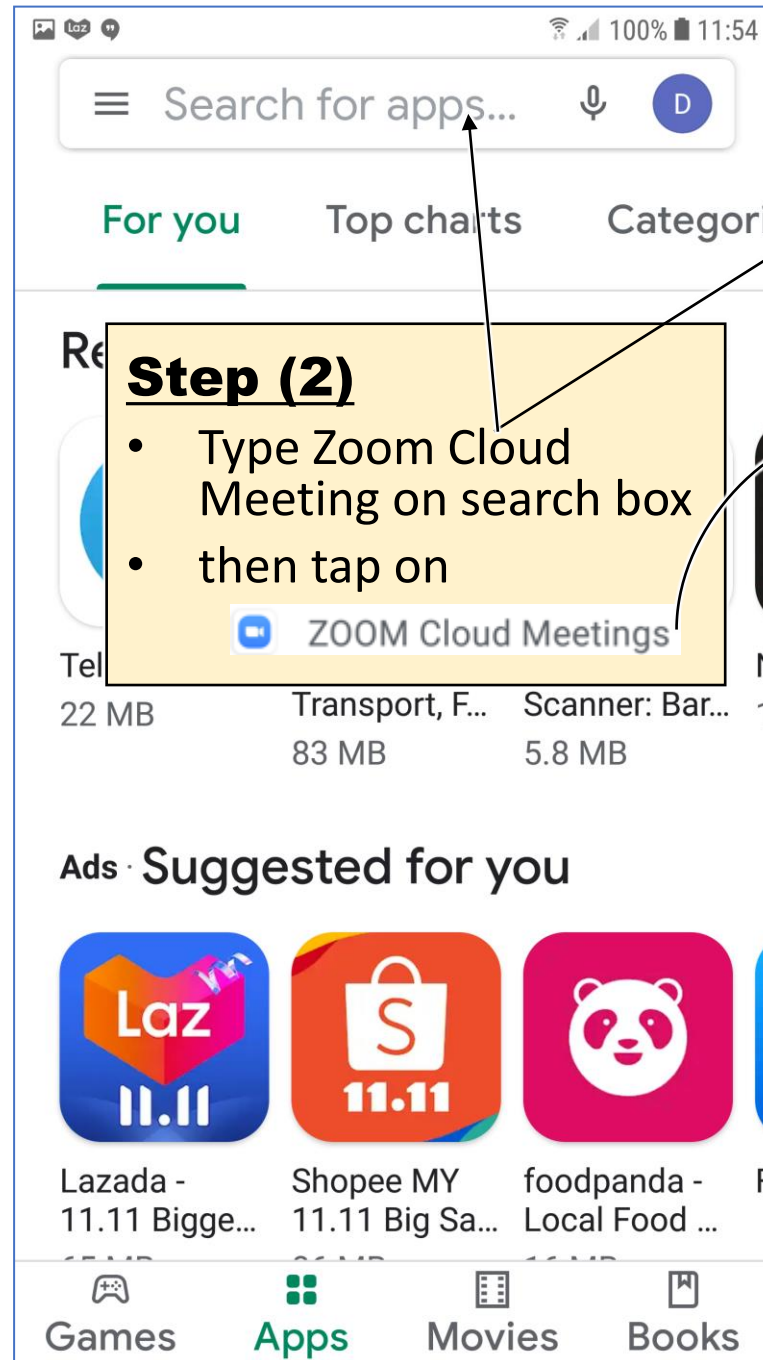 Laz 100% 11:54
Search for apps... D
For you Top charts Categori
Re
Step (2)
• Type Zoom Cloud
Meeting on search box
• then tap on
ZOOM Cloud Meetings
Tel
Transport, F... Scanner: Bar...
22 MB
83 MB 5.8 MB
Ads · Suggested for you
Laz
11.11
S
11.11
Lazada - Shopee MY foodpanda -
11.11 Bigge... 11.11 Big Sa... Local Food ...
Games Apps Movies Books